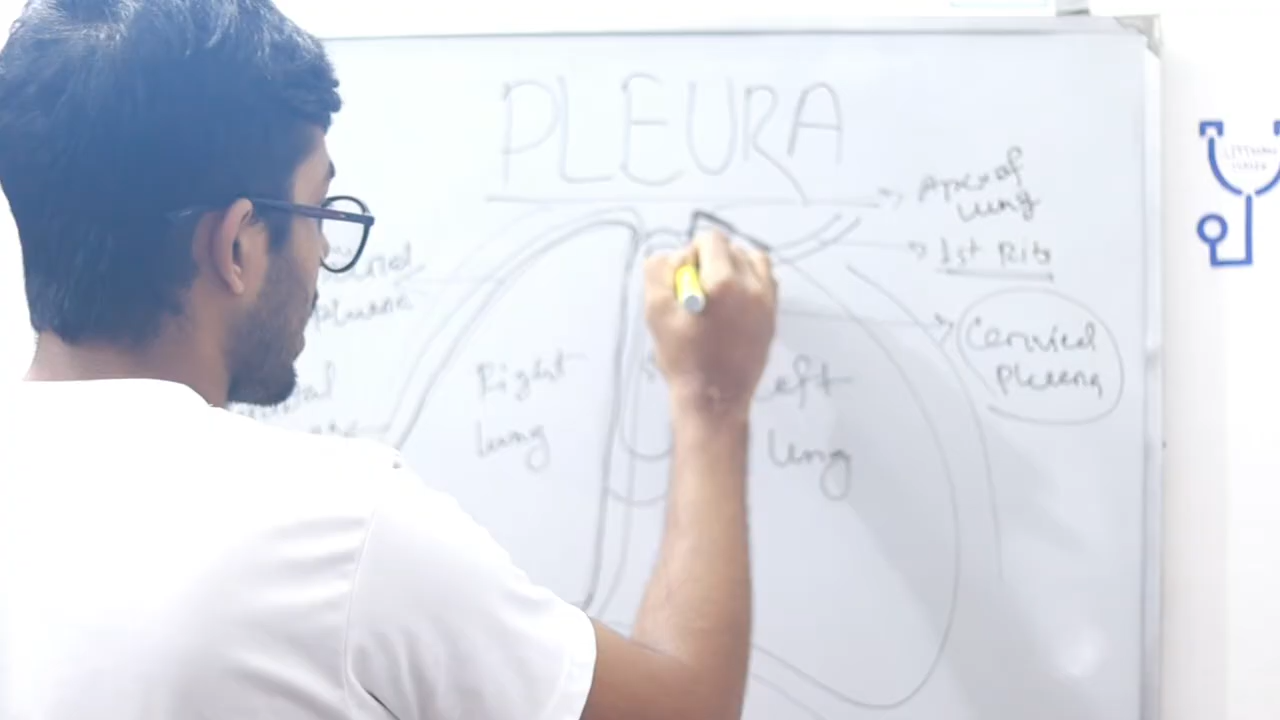 PLEURA
Apex of
lung
1st Rib
Cervical
pleura
Right
lung
Left
lung